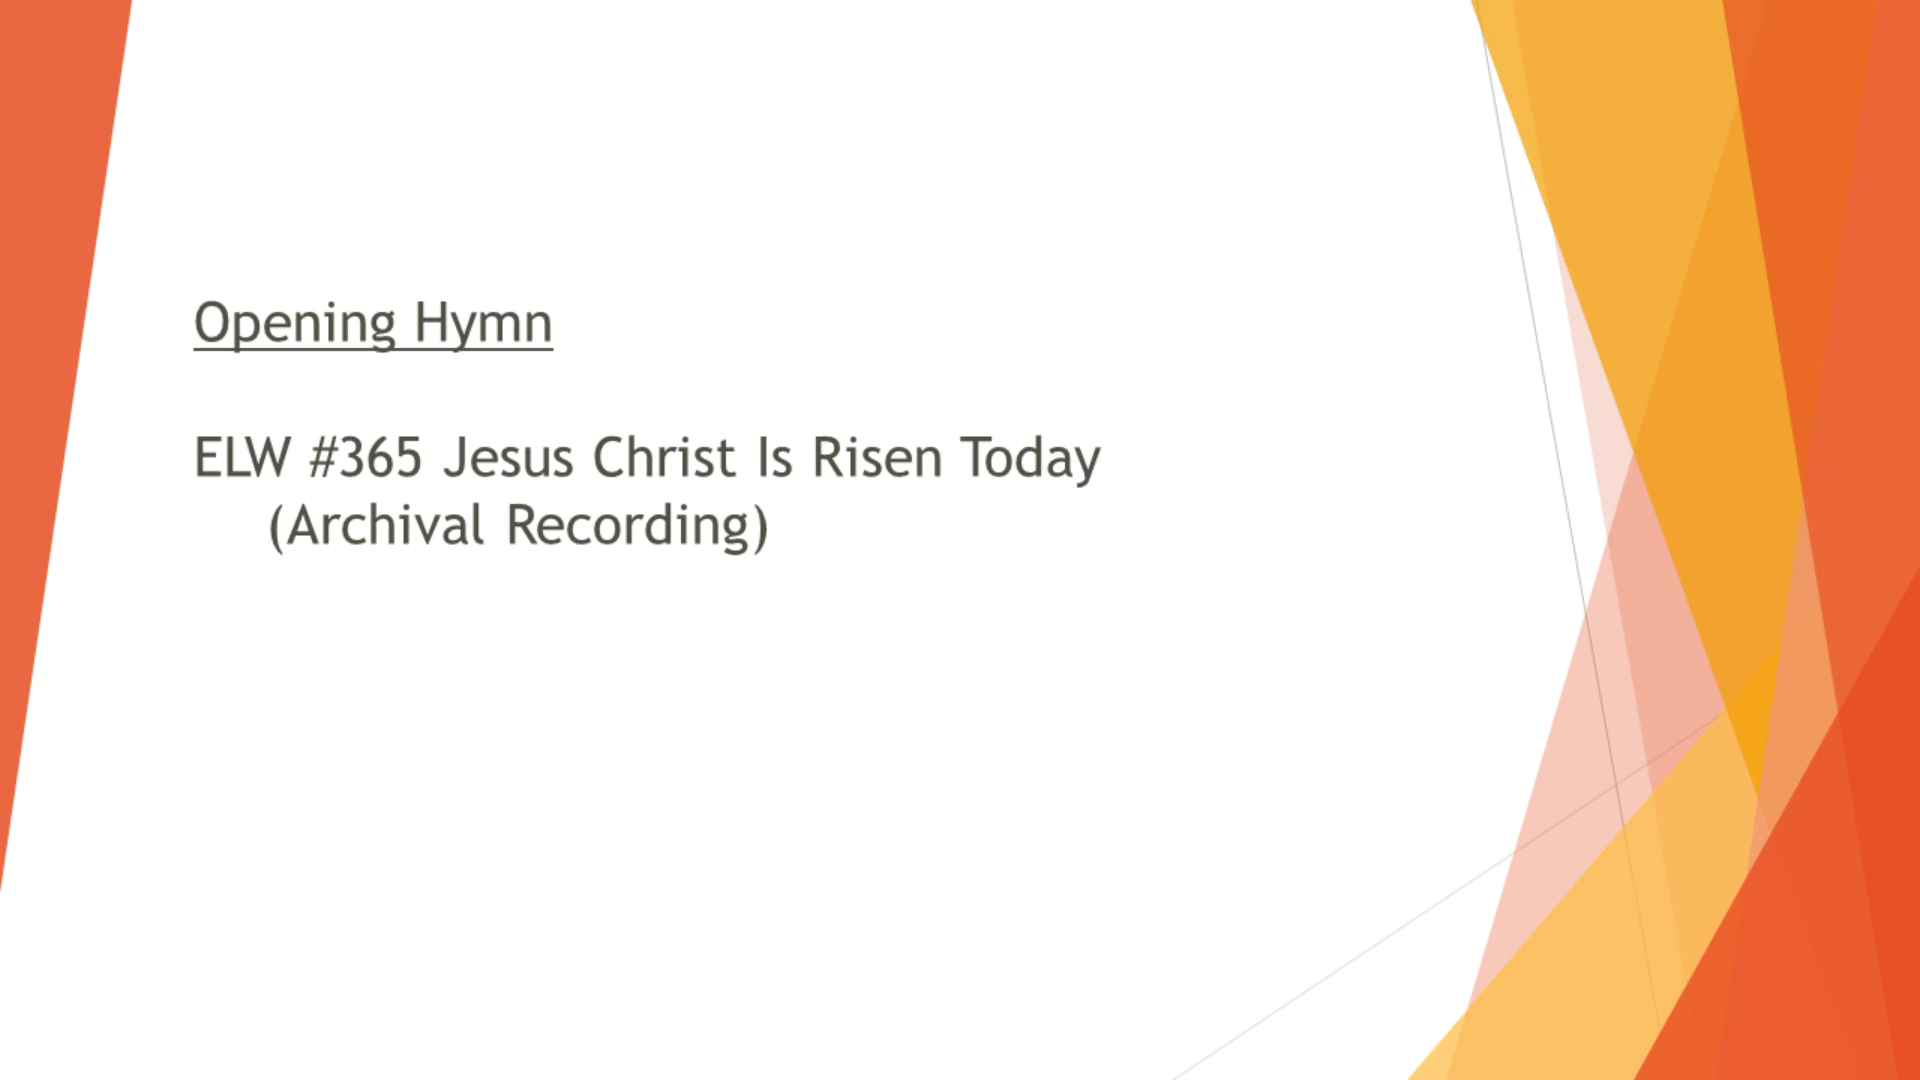 Opening Hymn
ELW #365 Jesus Christ Is Risen Today
(Archival Recording)